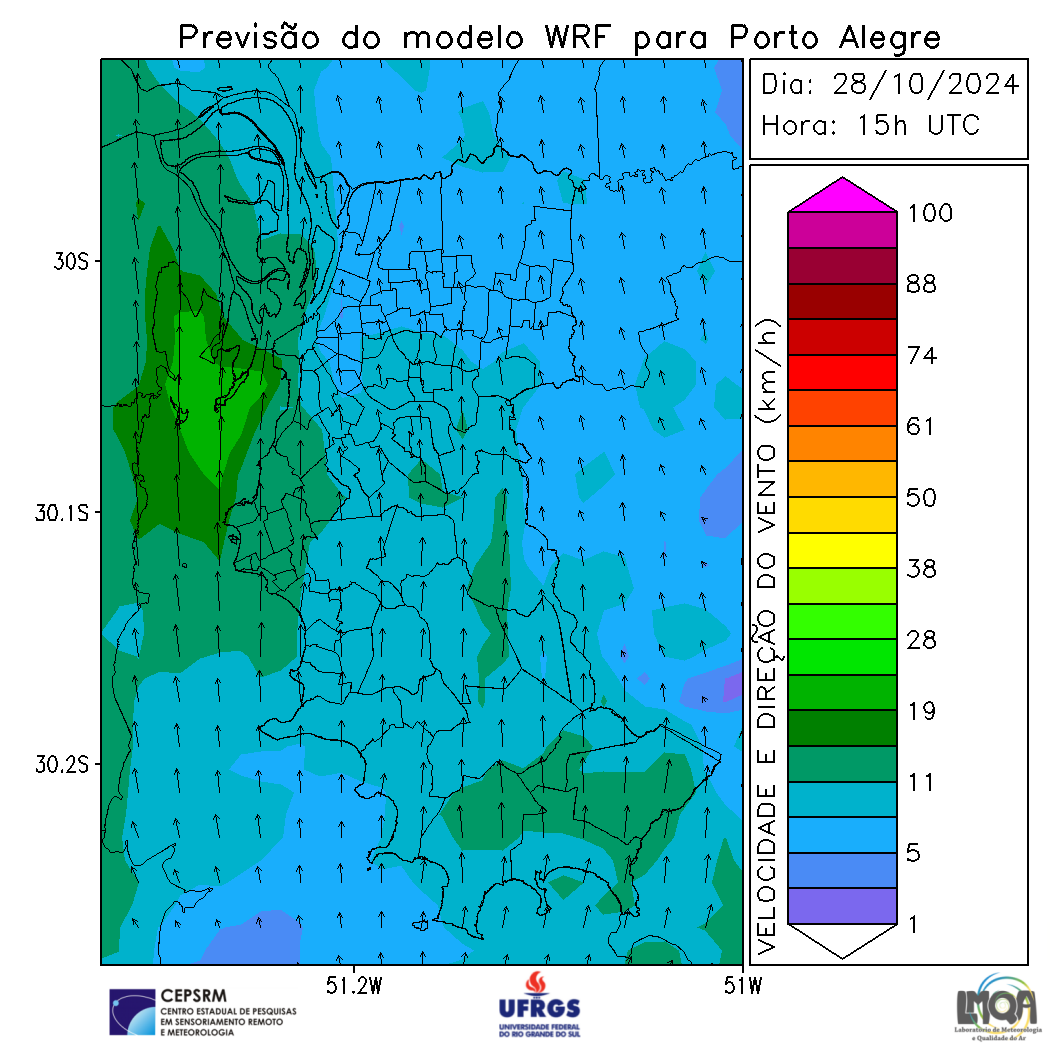 Previsão do modelo WRF para Porto Alegre
Dia: 28/10/2024
Hora: 15h UTC
30S
30.1S
30.2S
51.2W
51W
VELOCIDADE E DIREÇÃO DO VENTO (km/h)
100
88
74
61
50
38
28
19
11
5
1
CEPSRM
CENTRO ESTADUAL DE PESQUISAS
EM SENSORIAMENTO REMOTO
E METEOROLOGIA
UFRGS
UNIVERSIDADE FEDERAL
DO RIO GRANDE DO SUL
LMQA
Laboratório de Meteorologia
e Qualidade do Ar